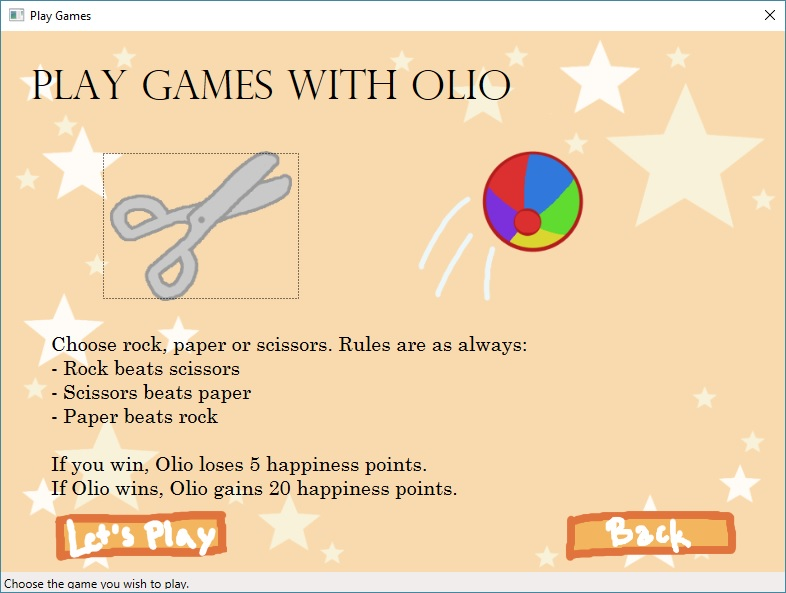 Play Games
PLAY GAMES WITH OLIO
Choose rock, paper or scissors. Rules are as always:
- Rock beats scissors
- Scissors beats paper
- Paper beats rock
If you win, Olio loses 5 happiness points.
If Olio wins, Olio gains 20 happiness points.
Let's Play
Back
Choose the game you wish to play.